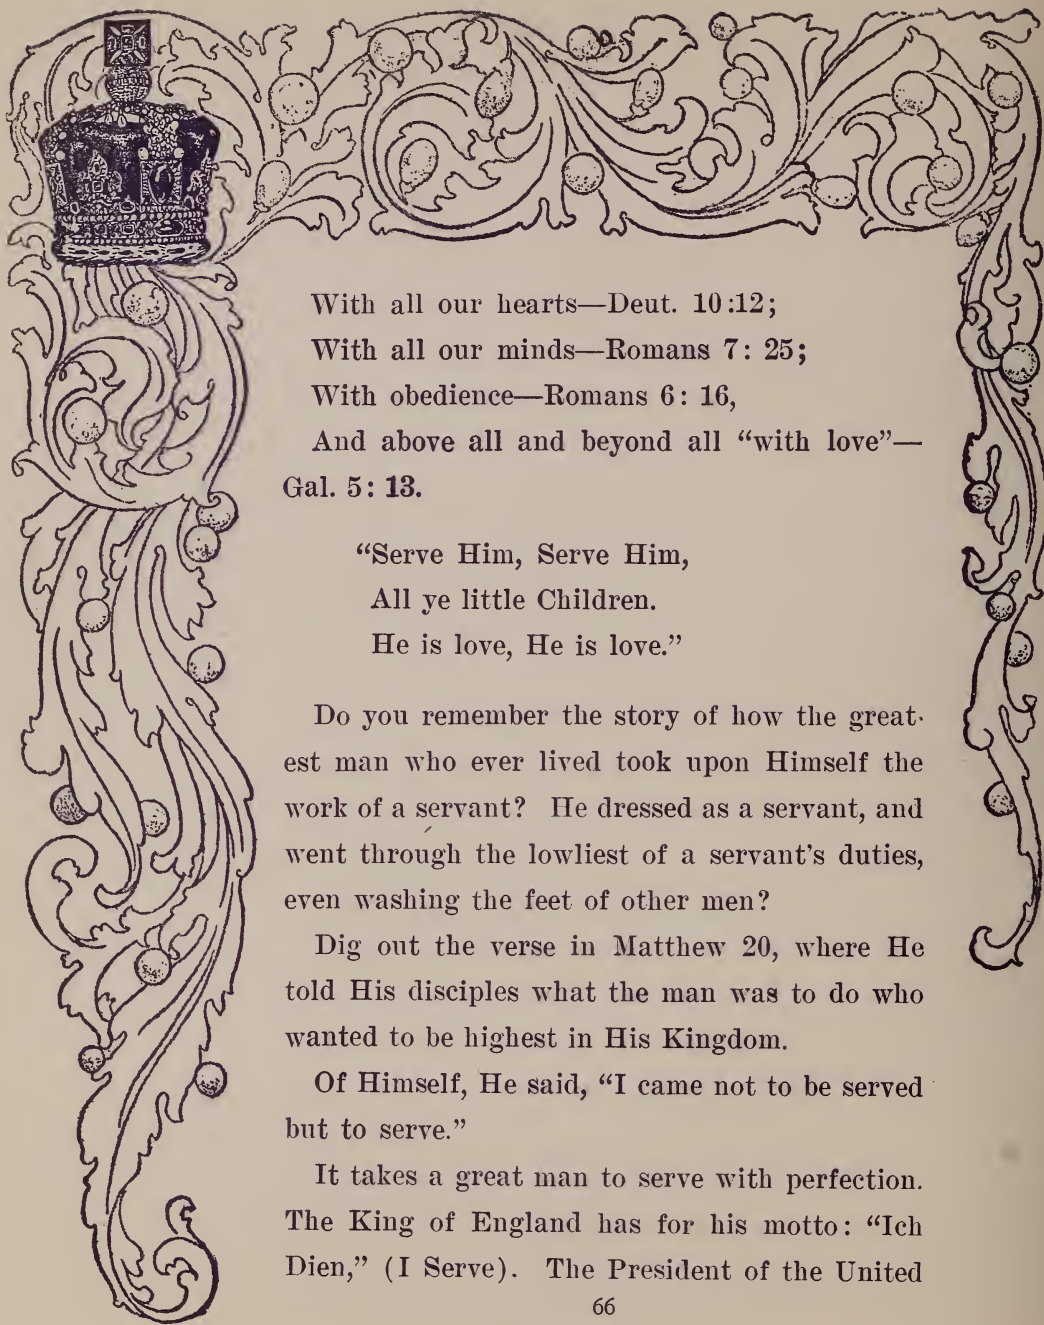 With all our hearts—Deut. 10:12;
With all our minds—Romans 7: 25;
With obedience—Romans 6: 16,
And above all and beyond all “with love”—
Gal. 5: 13.
“Serve Him, Serve Him,
All ye little Children.
He is love, He is love.”
Do you remember the story of how the great-
est man who ever lived took upon Himself the
work of a servant? He dressed as a servant, and
went through the lowliest of a servant's duties,
even washing the feet of other men?
Dig out the verse in Matthew 20, where He
told His disciples what the man was to do who
wanted to be highest in His Kingdom.
Of Himself, He said, “I came not to be served
but to serve.”
It takes a great man to serve with perfection.
The King of England has for his motto: “Ich
Dien,” (I Serve). The President of the United
66